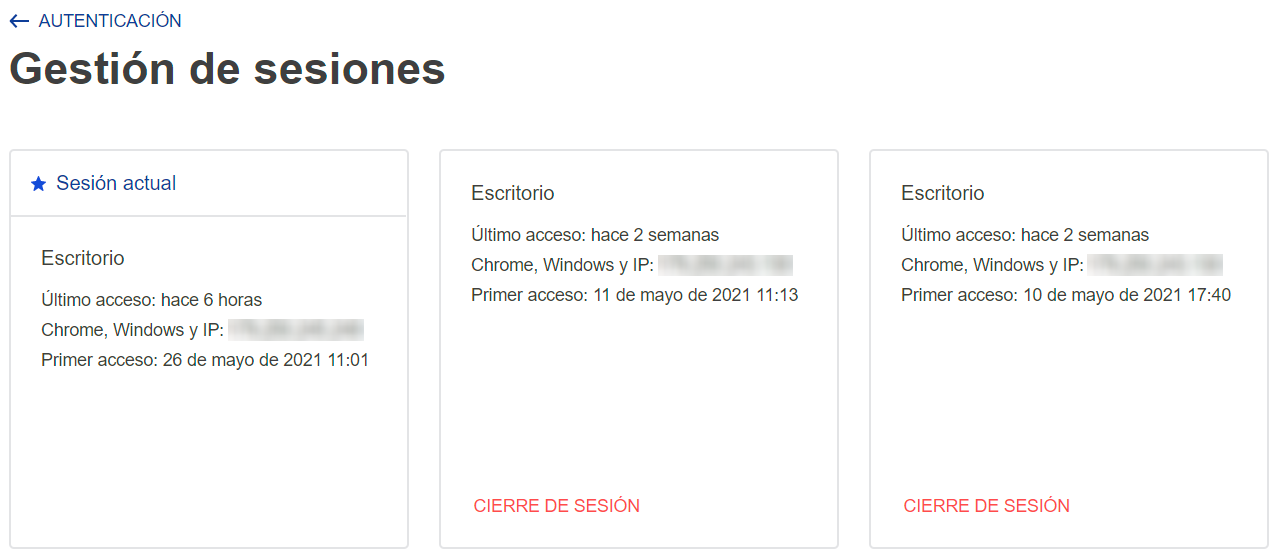 AUTENTICACIÓN
Gestión de sesiones
Sesión actual
Escritorio
Último acceso: hace 6 horas
Chrome, Windows y IP:
Primer acceso: 26 de mayo de 2021 11:01
Escritorio
Último acceso: hace 2 semanas
Chrome, Windows y IP:
Primer acceso: 11 de mayo de 2021 11:13
CIERRE DE SESIÓN
Escritorio
Último acceso: hace 2 semanas
Chrome, Windows y IP:
Primer acceso: 10 de mayo de 2021 17:40
CIERRE DE SESIÓN